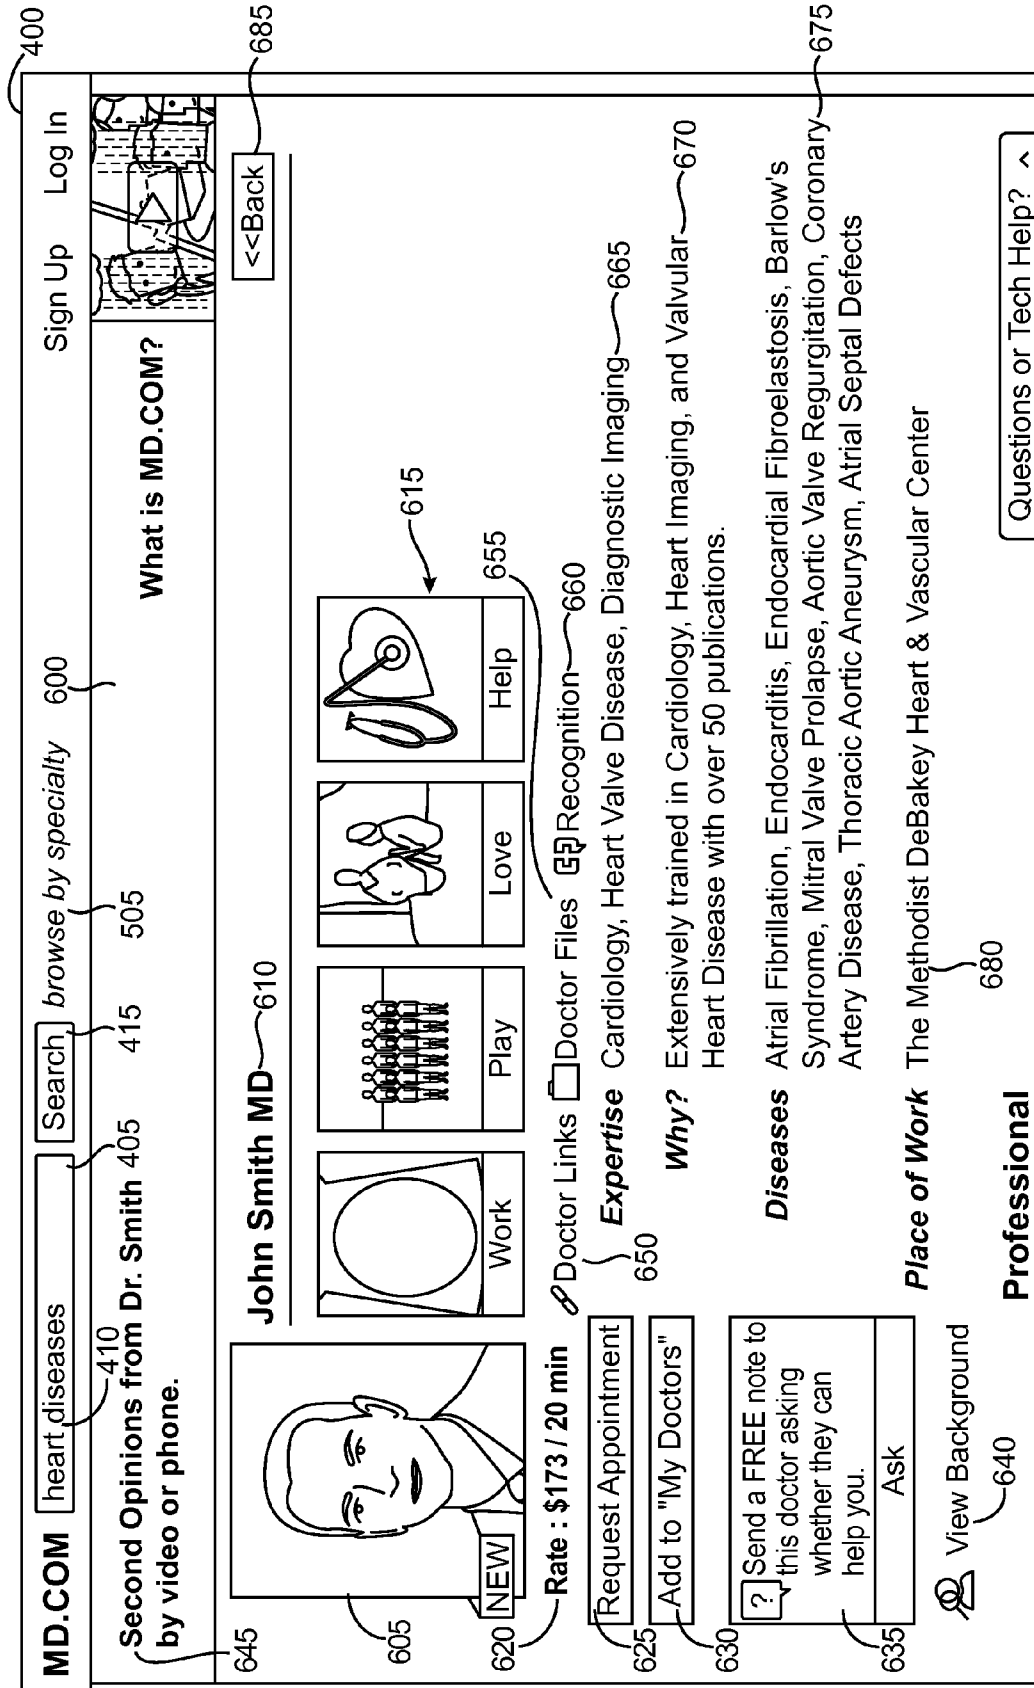 400
MD.COM heart diseases Search browse by specialty 600 Sign Up Log In
410 405 415 505
Second Opinions from Dr. Smith
by video or phone.
What is MD.COM?
645
John Smith MD 610
<<Back 685
605
NEW
Work Play Love Help 615
620 Rate : $173 / 20 min
Doctor Links Doctor Files Recognition 660
650 655
625 Request Appointment
630 Add to "My Doctors"
? Send a FREE note to
this doctor asking
whether they can
help you.
635 Ask
View Background
640
Expertise Cardiology, Heart Valve Disease, Diagnostic Imaging 665
Why? Extensively trained in Cardiology, Heart Imaging, and Valvular 670
Heart Disease with over 50 publications.
Diseases Atrial Fibrillation, Endocarditis, Endocardial Fibroelastosis, Barlow's
Syndrome, Mitral Valve Prolapse, Aortic Valve Regurgitation, Coronary 675
Artery Disease, Thoracic Aortic Aneurysm, Atrial Septal Defects
Place of Work The Methodist DeBakey Heart & Vascular Center
680
Professional
Questions or Tech Help? ^